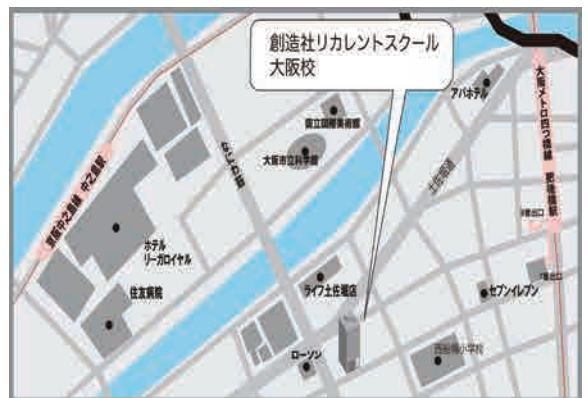 創造社リカレントスクール
大阪校
アパホテル
国立国際美術館
大阪市立科学館
なにわ筋
土佐堀通
大阪メトロ四つ橋線 肥後橋駅
京阪中之島線 中之島駅
ホテル
リーガロイヤル
住友病院
ライフ土佐堀店
セブンイレブン
ローソン
西船場小学校